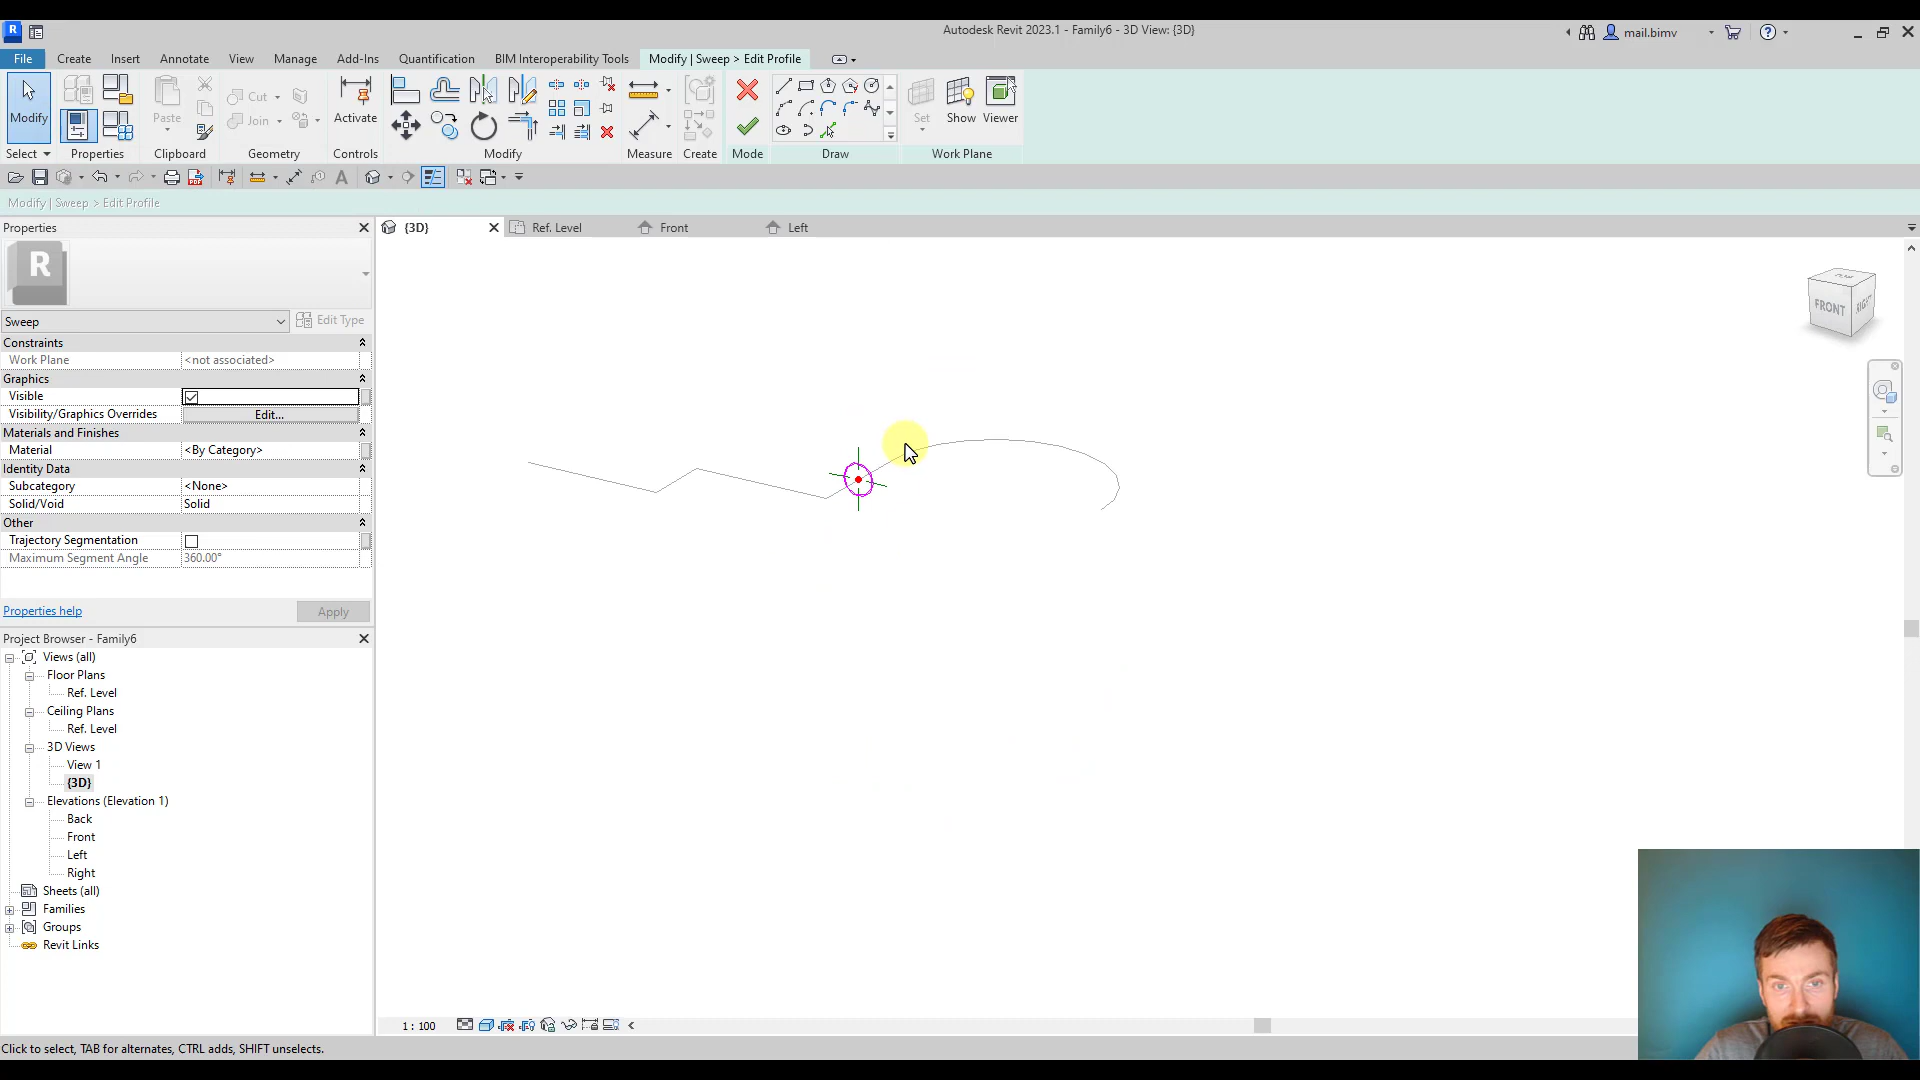 Autodesk Revit 2023.1 - Family6 - 3D View: {3D}
mail.bimv
File Create Insert Annotate View Manage Add-Ins Quantification BIM Interoperability Tools Modify | Sweep > Edit Profile
Modify
Paste
Cut
Join
Activate
Set
Show
Viewer
Select Properties Clipboard Geometry Controls Modify Measure Create Mode Draw Work Plane
Modify | Sweep > Edit Profile
Properties
{3D}
Ref. Level
Front
Left
R
Sweep
Edit Type
Constraints
Work Plane <not associated>
Graphics
Visible
Visibility/Graphics Overrides Edit...
Materials and Finishes
Material <By Category>
Identity Data
Subcategory <None>
Solid/Void Solid
Other
Trajectory Segmentation
Maximum Segment Angle 360.00°
Properties help
Apply
Project Browser - Family6
Views (all)
Floor Plans
Ref. Level
Ceiling Plans
Ref. Level
3D Views
View 1
{3D}
Elevations (Elevation 1)
Back
Front
Left
Right
Sheets (all)
Families
Groups
Revit Links
FRONT
RIGHT
1 : 100
Click to select, TAB for alternates, CTRL adds, SHIFT unselects.